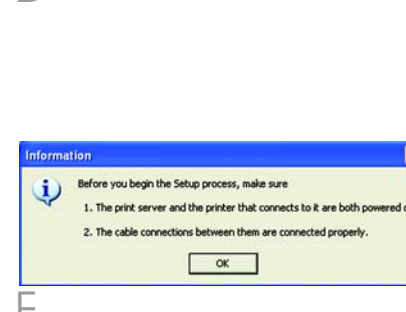 Information
Before you begin the Setup process, make sure
1. The print server and the printer that connects to it are both powered
2. The cable connections between them are connected properly.
OK